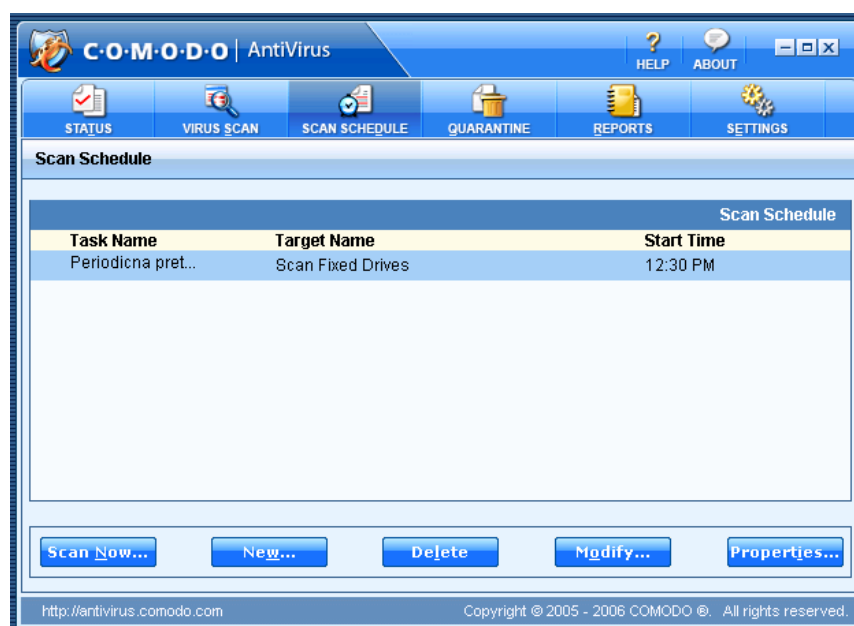 C·O·M·O·D·O | AntiVirus
HELP ABOUT
STATUS VIRUS SCAN SCAN SCHEDULE QUARANTINE REPORTS SETTINGS
Scan Schedule
Scan Schedule
Task Name Target Name Start Time
Periodicna pret... Scan Fixed Drives 12:30 PM
Scan Now... New... Delete Modify... Properties...
http://antivirus.comodo.com Copyright © 2005 - 2006 COMODO ®. All rights reserved.